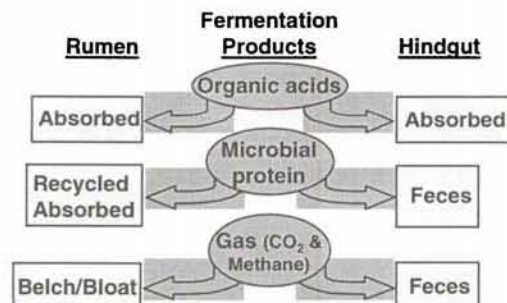 Fermentation
Rumen Products Hindgut
Organic acids
Absorbed Absorbed
Microbial
protein
Recycled
Absorbed
Feces
Gas (CO₂ &
Methane)
Belch/Bloat Feces